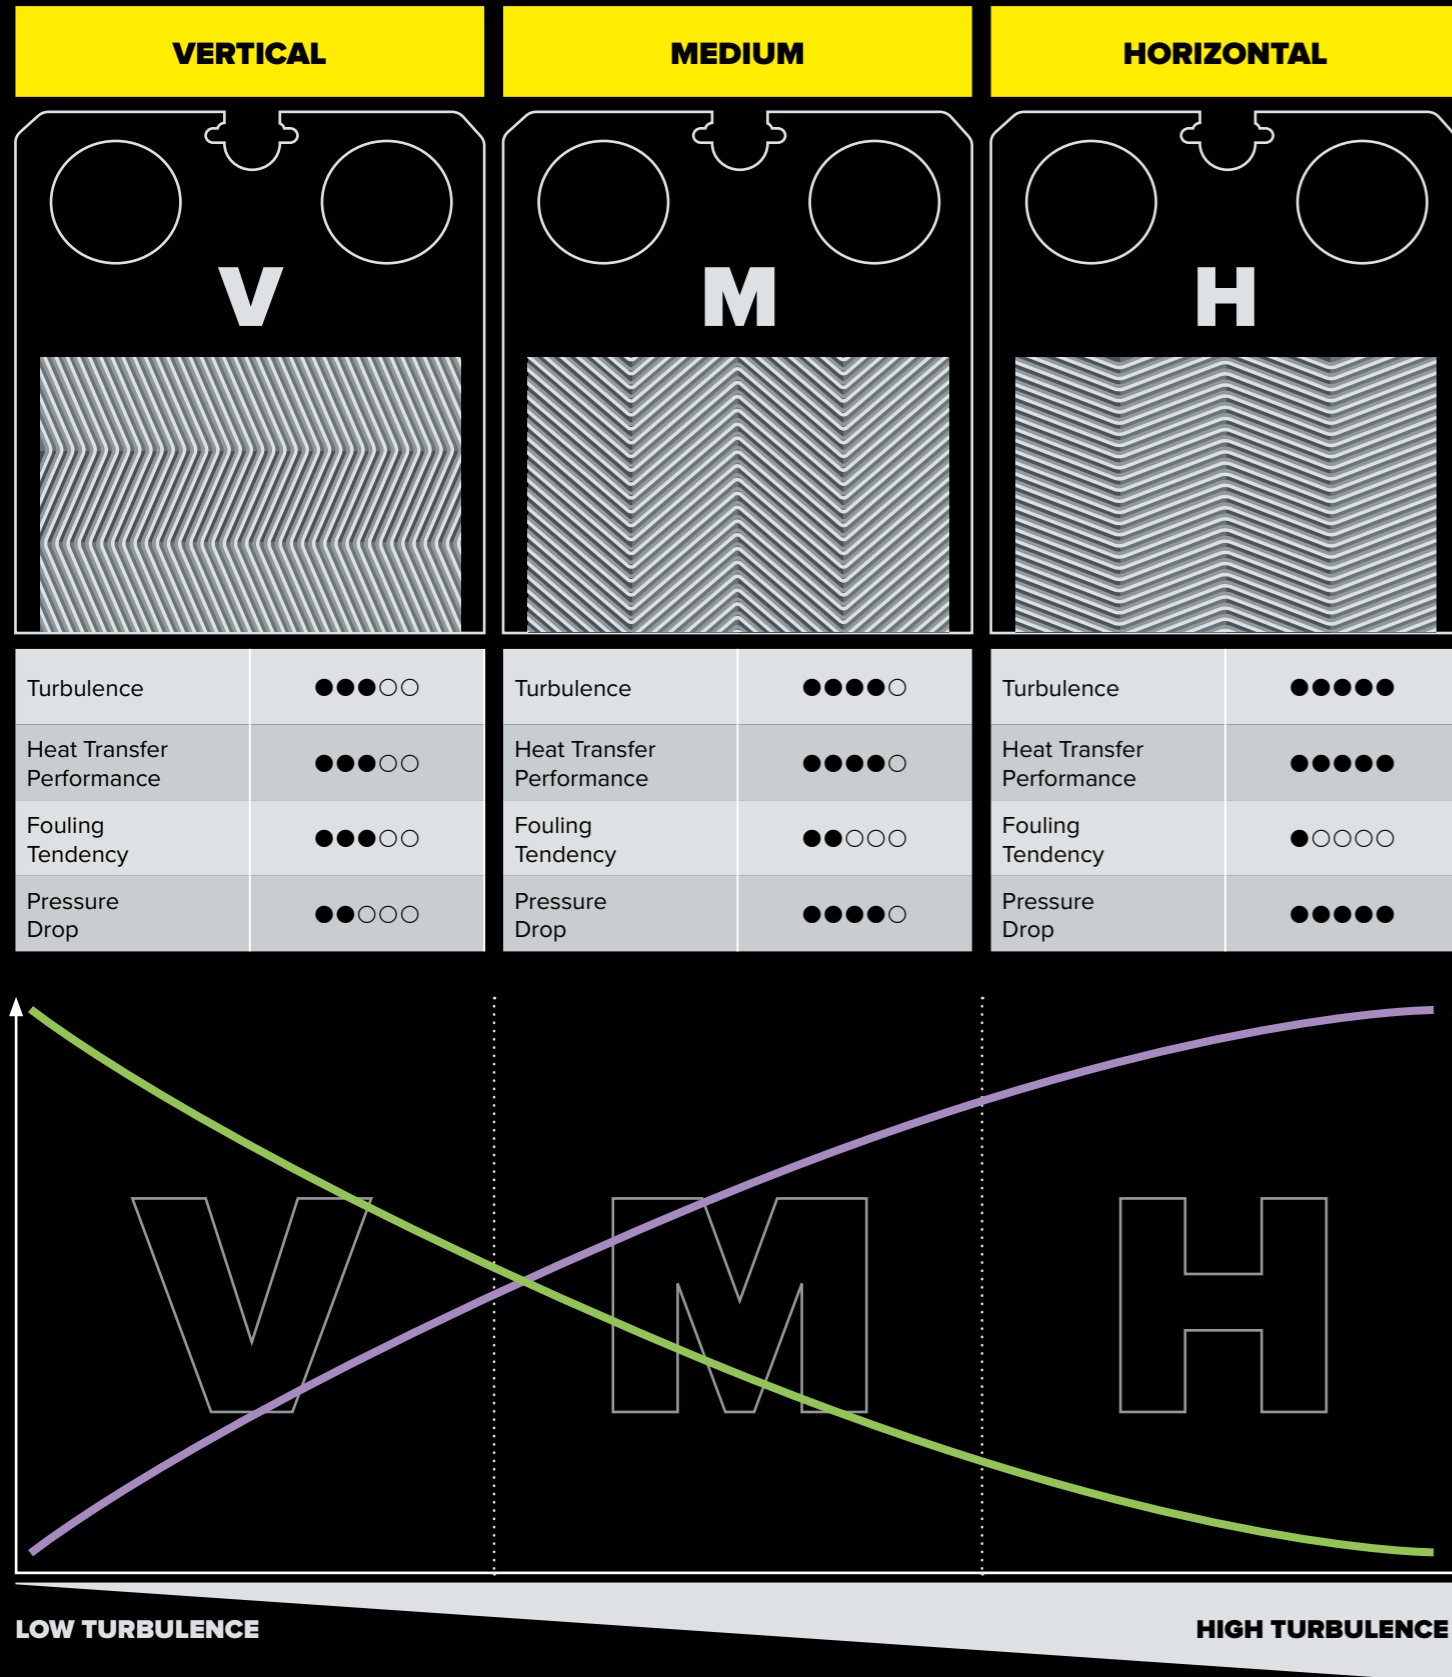 VERTICAL
MEDIUM
HORIZONTAL
V
M
H
Turbulence
Heat Transfer
Performance
Fouling
Tendency
Pressure
Drop
Turbulence
Heat Transfer
Performance
Fouling
Tendency
Pressure
Drop
Turbulence
Heat Transfer
Performance
Fouling
Tendency
Pressure
Drop
V
M
H
LOW TURBULENCE
HIGH TURBULENCE